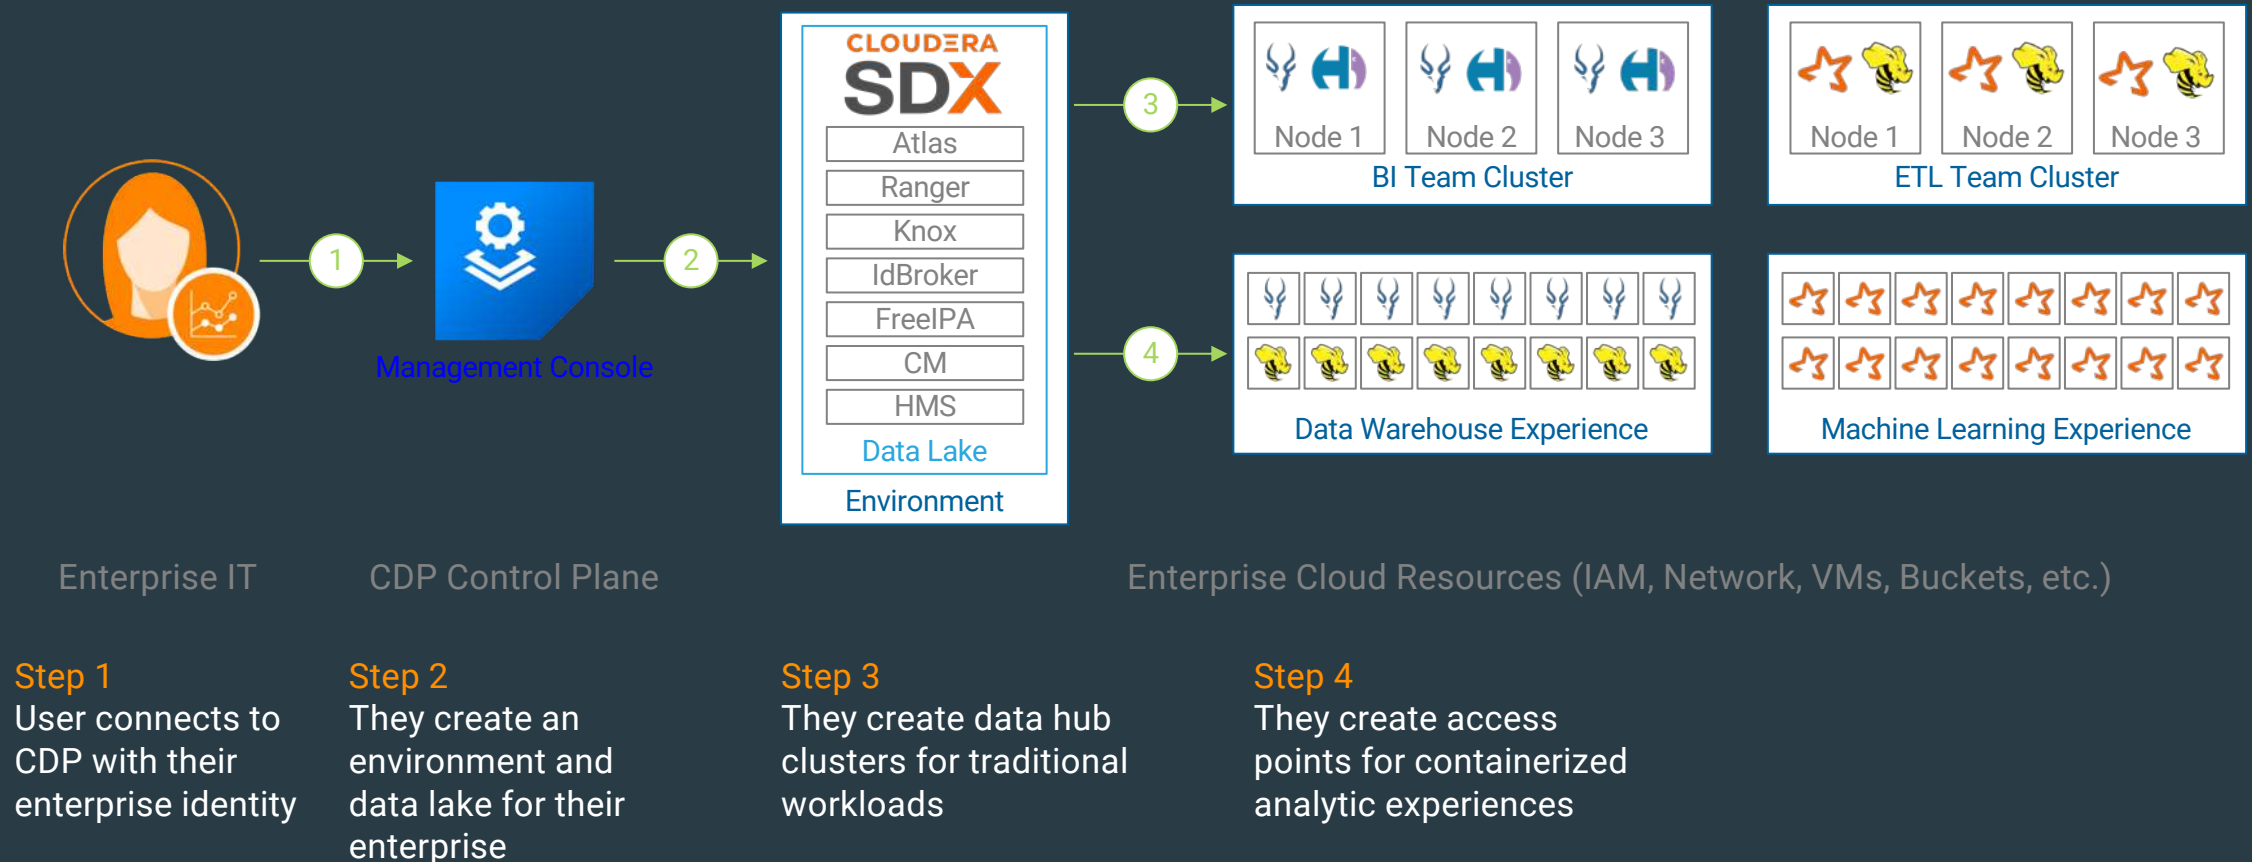 CLOUDERA
SDX
Atlas
Ranger
Knox
IdBroker
FreeIPA
CM
HMS
Data Lake
Environment
1
2
3
4
Management Console
Node 1
Node 2
Node 3
BI Team Cluster
Node 1
Node 2
Node 3
ETL Team Cluster
Data Warehouse Experience
Machine Learning Experience
Enterprise IT
CDP Control Plane
Enterprise Cloud Resources (IAM, Network, VMs, Buckets, etc.)
Step 1
User connects to
CDP with their
enterprise identity
Step 2
They create an
environment and
data lake for their
enterprise
Step 3
They create data hub
clusters for traditional
workloads
Step 4
They create access
points for containerized
analytic experiences